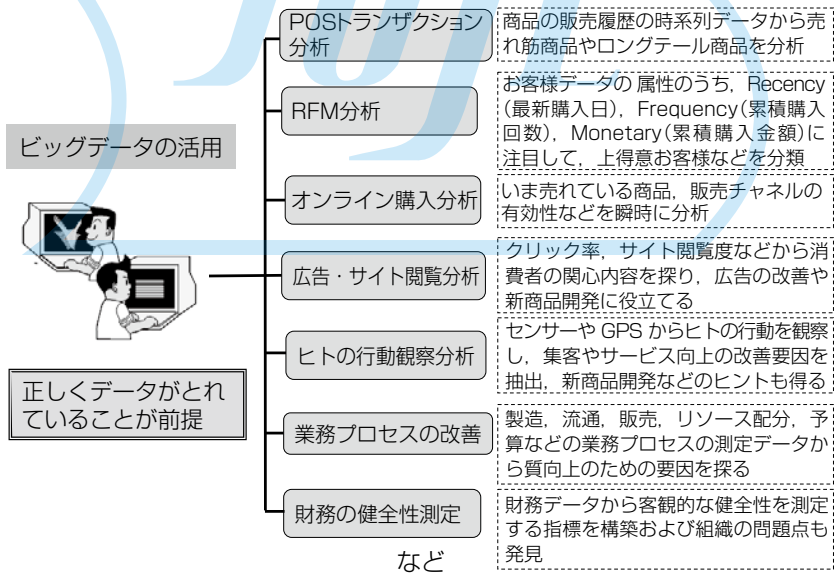 ビッグデータの活用
正しくデータがとれ
ていることが前提
POSトランザクション
分析
商品の販売履歴の時系列データから売
れ筋商品やロングテール商品を分析
RFM分析
お客様データの 属性のうち，Recency
(最新購入日)，Frequency(累積購入
回数)，Monetary(累積購入金額)に
注目して，上得意お客様などを分類
オンライン購入分析
いま売れている商品，販売チャネルの
有効性などを瞬時に分析
広告・サイト閲覧分析
クリック率，サイト閲覧度などから消
費者の関心内容を探り，広告の改善や
新商品開発に役立てる
ヒトの行動観察分析
センサーや GPS からヒトの行動を観察
し，集客やサービス向上の改善要因を
抽出，新商品開発などのヒントも得る
業務プロセスの改善
製造，流通，販売，リソース配分，予
算などの業務プロセスの測定データか
ら質向上のための要因を探る
財務の健全性測定
財務データから客観的な健全性を測定
する指標を構築および組織の問題点も
発見
など